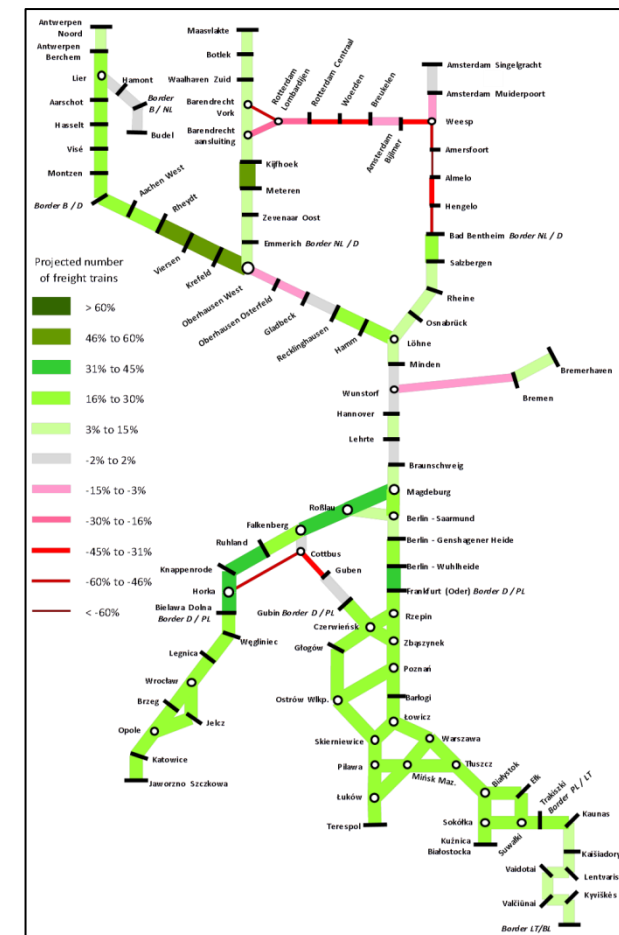 Antwerpen
Noord
Antwerpen
Berchem
Lier
Hamont
Border
B / NL
Budel
Aarschot
Hasselt
Visé
Montzen
Border B / D
Aachen West
Rheydt
Viersen
Krefeld
Oberhausen West
Maasvlakte
Botlek
Waalhaven Zuid
Barendrecht
Vork
Barendrecht
aansluiting
Kijfhoek
Meteren
Zevenaar Oost
Emmerich Border NL / D
Rotterdam
Lombardijen
Rotterdam Centraal
Woerden
Breukelen
Amsterdam
Bijlmer
Amsterdam Singelgracht
Amsterdam Muiderpoort
Weesp
Amersfoort
Almelo
Hengelo
Bad Bentheim Border NL / D
Salzbergen
Rheine
Osnabrück
Löhne
Oberhausen Osterfeld
Gladbeck
Recklinghausen
Hamm
Minden
Wunstorf
Bremerhaven
Bremen
Hannover
Lehrte
Braunschweig
Magdeburg
Projected number
of freight trains
> 60%
46% to 60%
31% to 45%
16% to 30%
3% to 15%
-2% to 2%
-15% to -3%
-30% to -16%
-45% to -31%
-60% to -46%
< -60%
Roßlau
Falkenberg
Berlin - Saarmund
Ruhland
Cottbus
Berlin - Genshagener Heide
Knappenrode
Guben
Berlin - Wuhlheide
Horka
Frankfurt (Oder) Border D / PL
Bielawa Dolna
Border D / PL
Gubin Border D / PL
Rzepin
Czerwieńsk
Zbąszynek
Węgliniec
Głogów
Legnica
Poznań
Wrocław
Ostrów Wlkp.
Barłogi
Brzeg
Jelcz
Łowicz
Opole
Skierniewice
Warszawa
Katowice
Pilawa
Mińsk Maz.
Tłuszcz
Jaworzno Szczkowa
Łuków
Białystok
Ełk
Trakiszki
Border PL / LT
Terespol
Sokółka
Suwałki
Kaunas
Kuźnica
Białostocka
Kaišiadory
Vaidotai
Lentvaris
Valčiūnai
Kyviškės
Border LT/BL